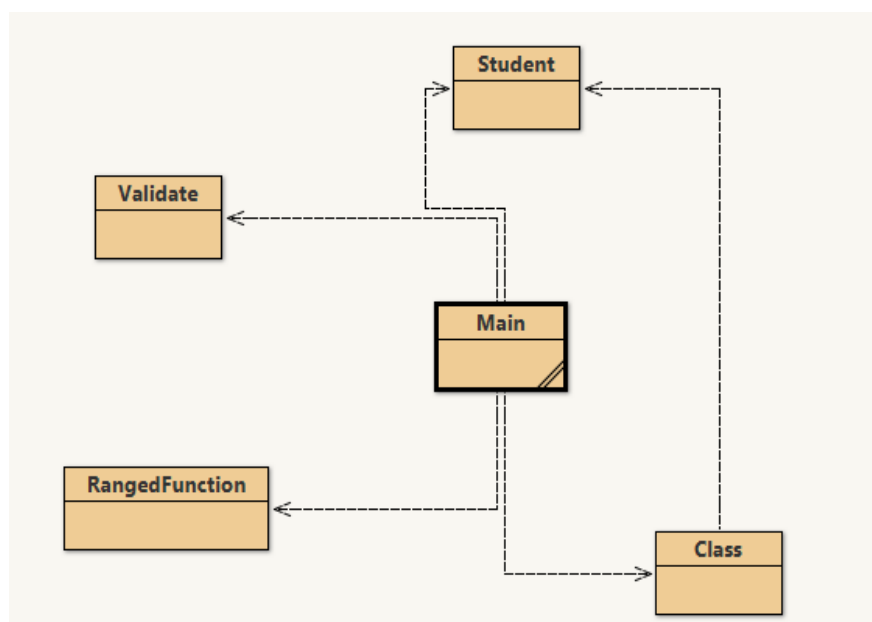 Student
Validate
Main
RangedFunction
Class